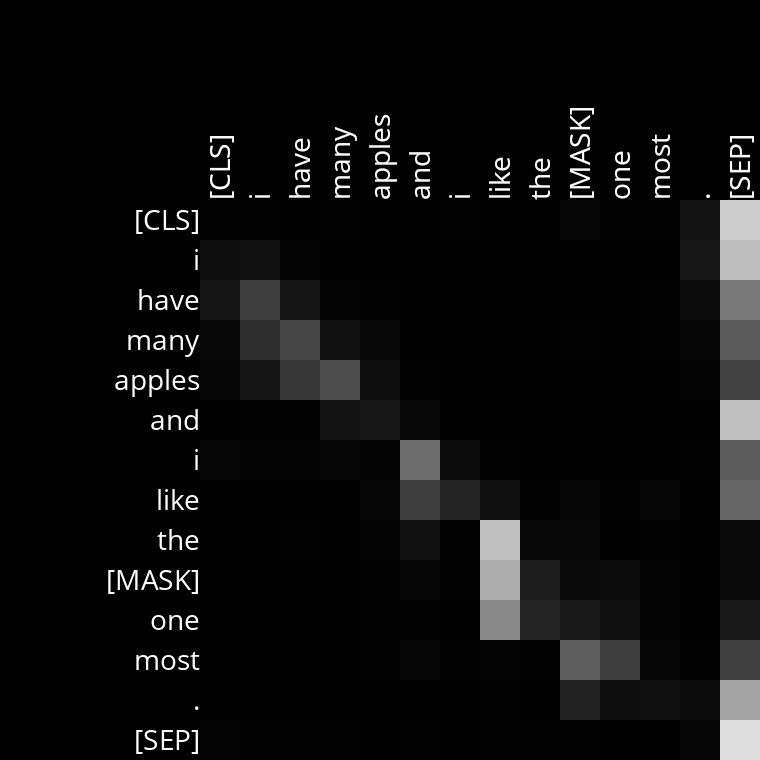 [CLS] i have many apples and i like the [MASK] one most . [SEP]
[CLS]
i
have
many
apples
and
i
like
the
[MASK]
one
most
.
[SEP]